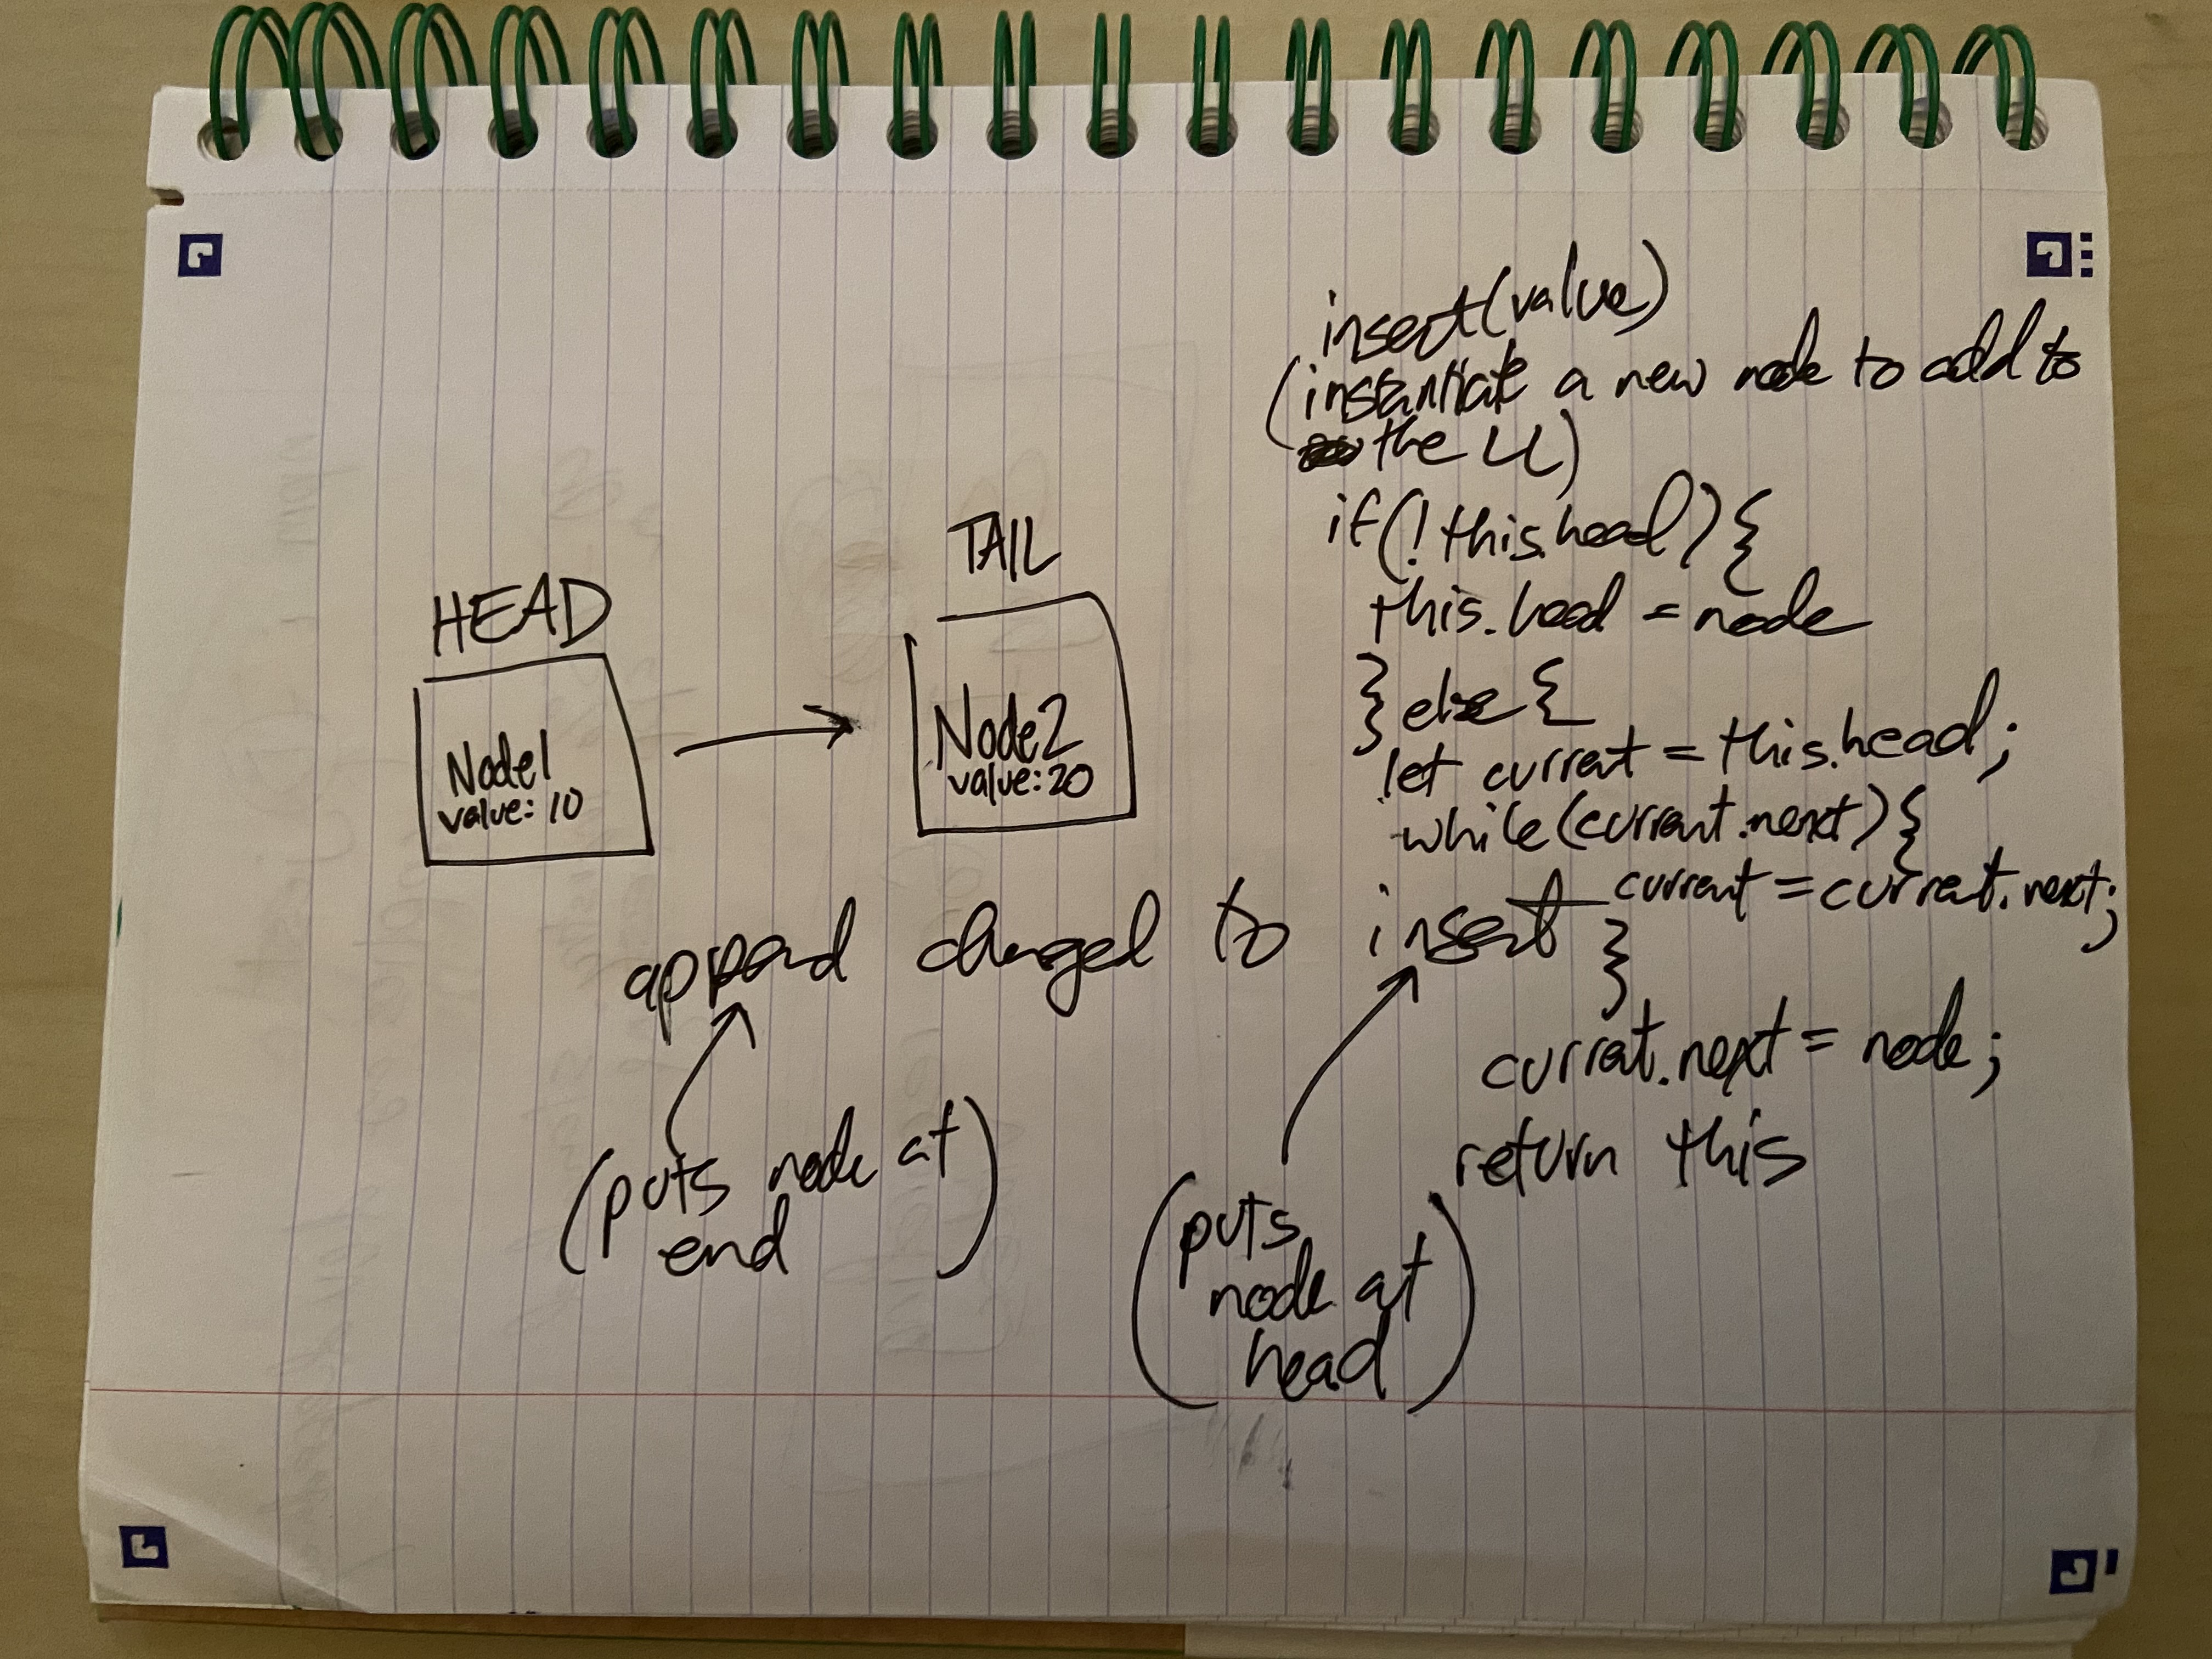 HEAD
Node1
value: 10
TAIL
Node2
value: 20
append changed to insert
(puts node at
end)
(puts
node at
head)
insert(value)
(instantiate a new node to add to
the LL)
if(!this.head){
this.head = node
} else {
let current = this.head;
while(current.next){
current = current.next;
}
current.next = node;
return this